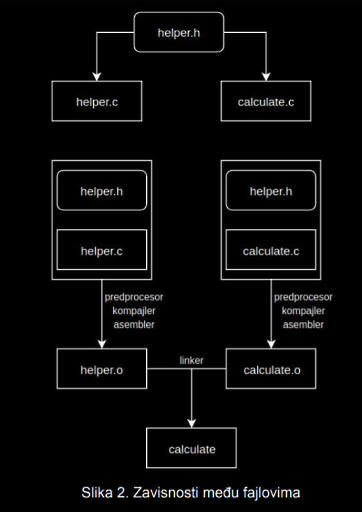 helper.h
helper.c
calculate.c
helper.h
helper.h
helper.c
calculate.c
predprocesor
kompajler
asembler
predprocesor
kompajler
asembler
helper.o
linker
calculate.o
calculate
Slika 2. Zavisnosti među fajlovima